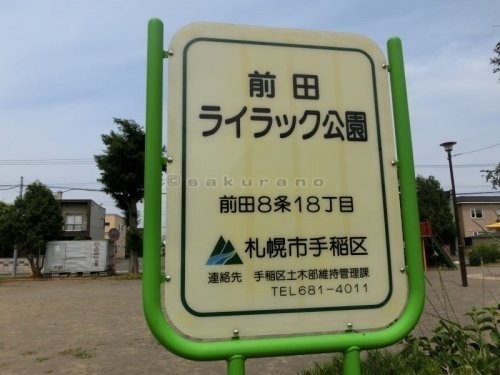 前田
ライラック公園
©sakurano
前田8条18丁目
札幌市手稲区
連絡先 手稲区土木部維持管理課
TEL681-4011